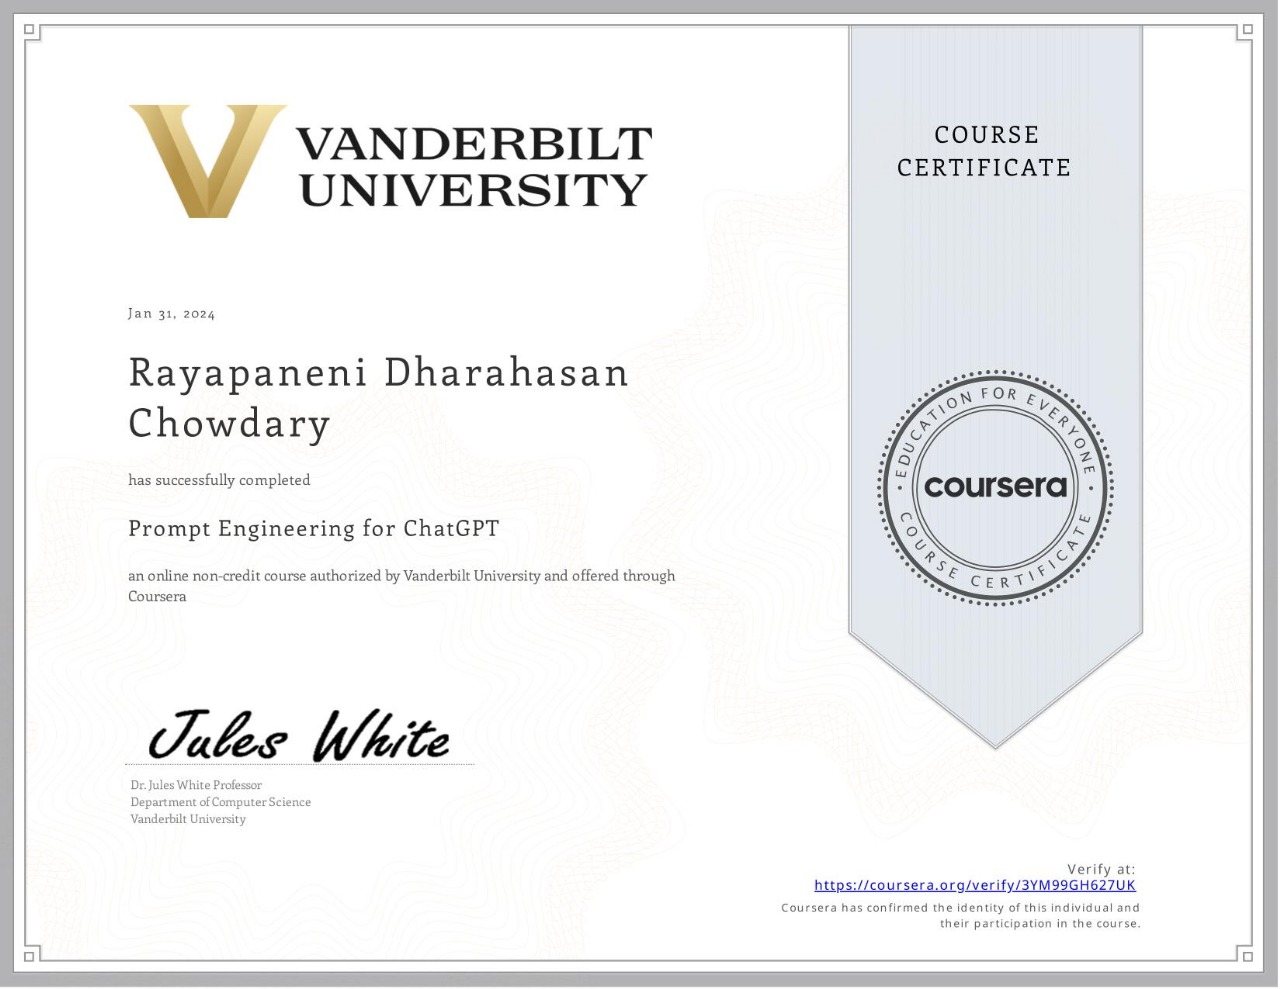 VANDERBILT
UNIVERSITY
COURSE
CERTIFICATE
Jan 31, 2024
Rayapaneni Dharahasan
Chowdary
has successfully completed
Prompt Engineering for ChatGPT
an online non-credit course authorized by Vanderbilt University and offered through
Coursera
EDUCATION FOR EVERYONE
coursera
COURSE CERTIFICATE
Jules White
Dr. Jules White Professor
Department of Computer Science
Vanderbilt University
Verify at:
https://coursera.org/verify/3YM99GH627UK
Coursera has confirmed the identity of this individual and
their participation in the course.